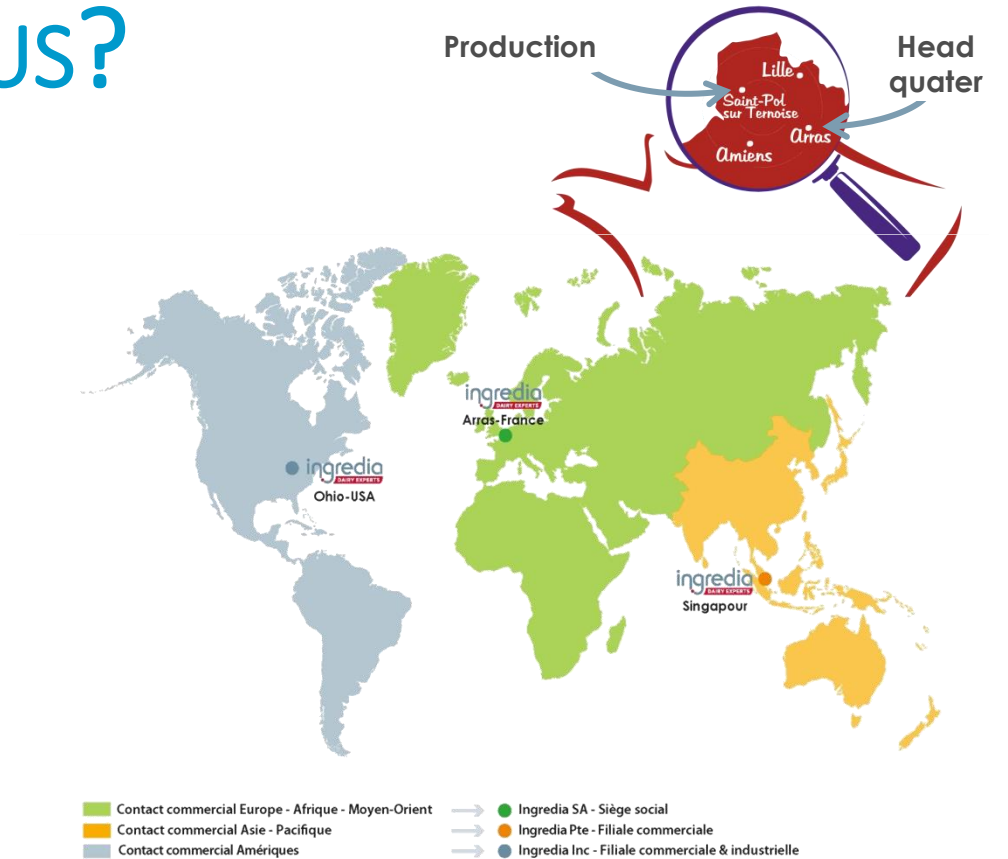 US?
Production
Head
quater
Lille
Saint-Pol
sur Ternoise
Arras
Amiens
ingredia
DAIRY EXPERTS
Arras-France
ingredia
DAIRY EXPERTS
Ohio-USA
ingredia
DAIRY EXPERTS
Singapour
Contact commercial Europe - Afrique - Moyen-Orient
Ingredia SA - Siège social
Contact commercial Asie - Pacifique
Ingredia Pte - Filiale commerciale
Contact commercial Amériques
Ingredia Inc - Filiale commerciale & industrielle